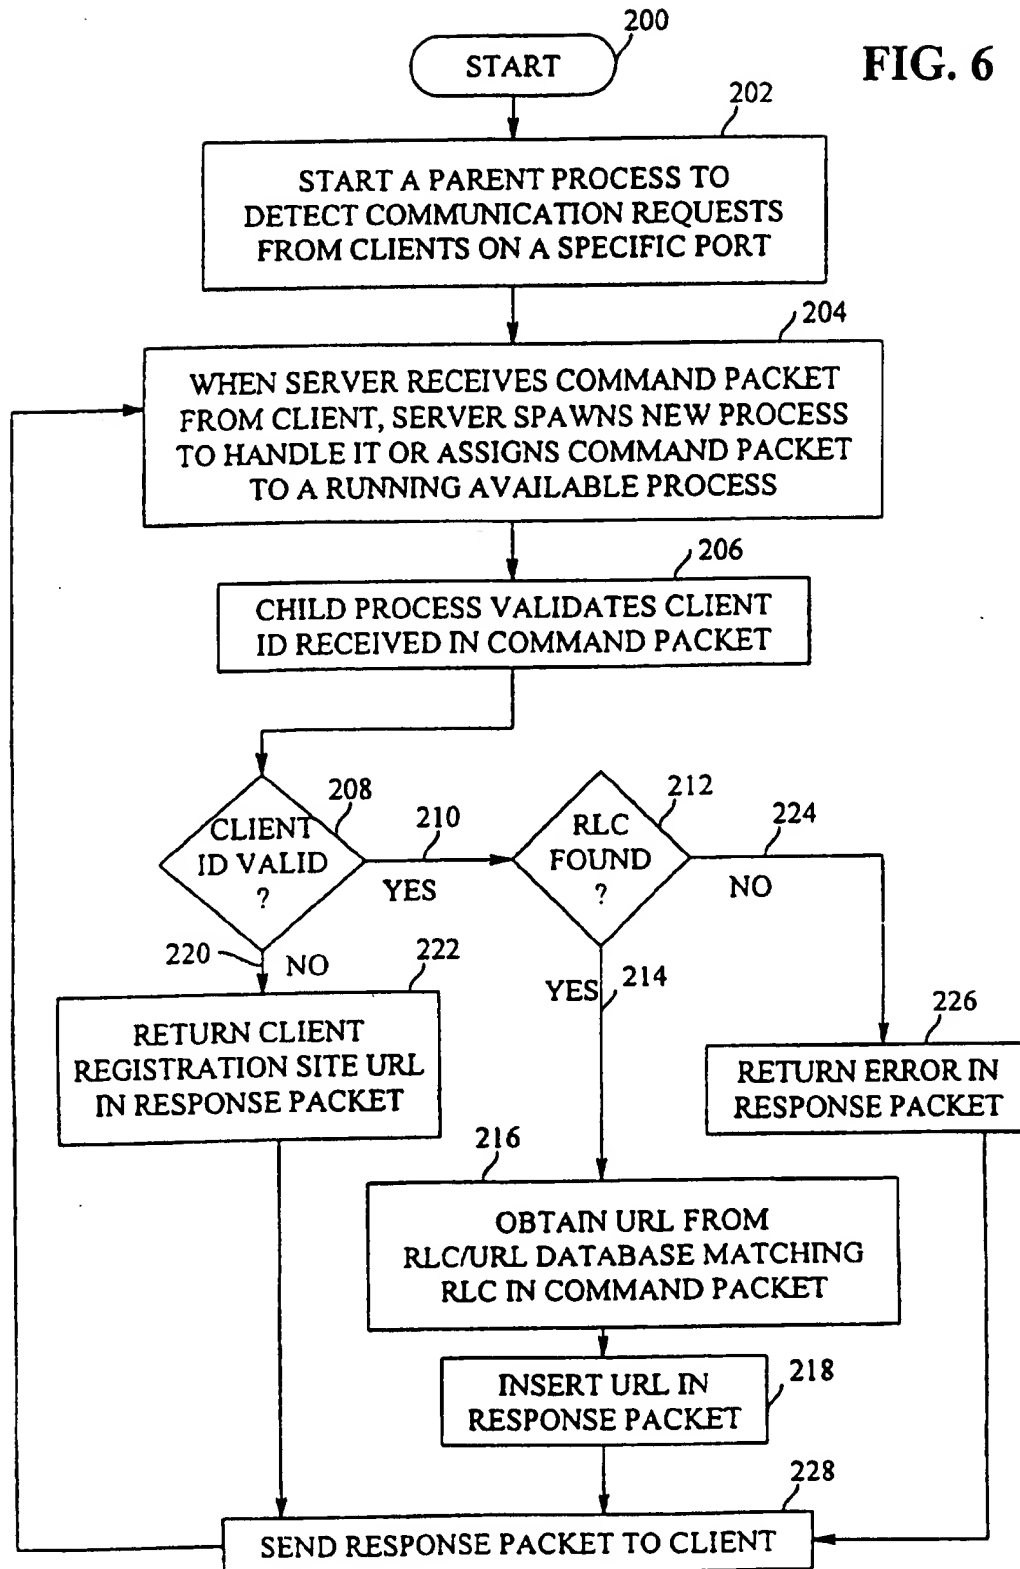 200
START
FIG. 6
202
START A PARENT PROCESS TO
DETECT COMMUNICATION REQUESTS
FROM CLIENTS ON A SPECIFIC PORT
204
WHEN SERVER RECEIVES COMMAND PACKET
FROM CLIENT, SERVER SPAWNS NEW PROCESS
TO HANDLE IT OR ASSIGNS COMMAND PACKET
TO A RUNNING AVAILABLE PROCESS
206
CHILD PROCESS VALIDATES CLIENT
ID RECEIVED IN COMMAND PACKET
208
CLIENT
ID VALID
?
210
YES
212
RLC
FOUND
?
224
NO
220
NO
222
RETURN CLIENT
REGISTRATION SITE URL
IN RESPONSE PACKET
YES
214
226
RETURN ERROR IN
RESPONSE PACKET
216
OBTAIN URL FROM
RLC/URL DATABASE MATCHING
RLC IN COMMAND PACKET
218
INSERT URL IN
RESPONSE PACKET
228
SEND RESPONSE PACKET TO CLIENT